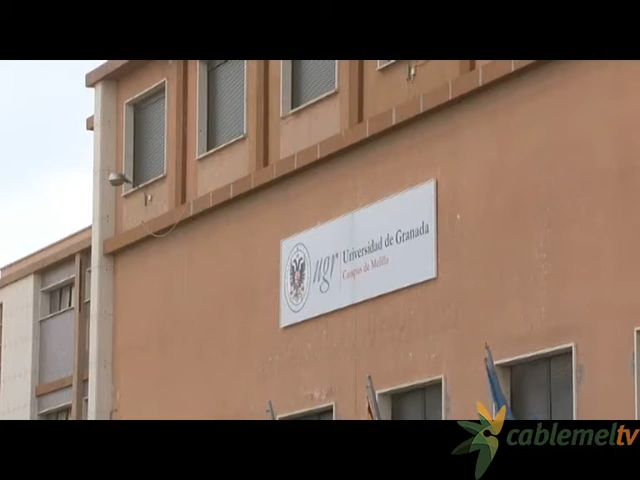 ugr
Universidad de Granada
Campus de Melilla
cablemeltv